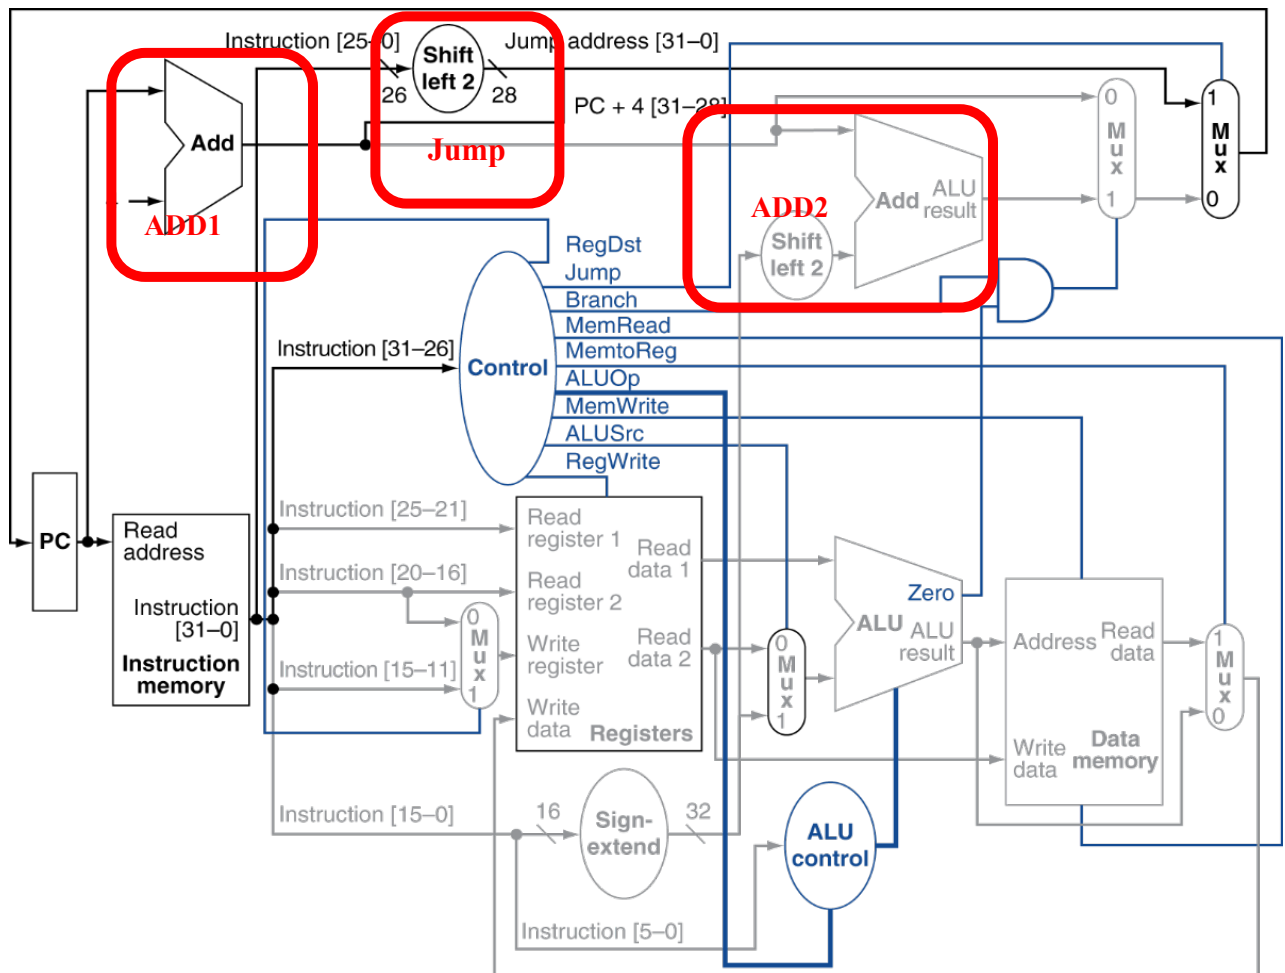 Instruction [25–0]
Shift
left 2
Jump address [31–0]
26
28
PC + 4 [31–28]
Add
ADD1
Jump
ADD2
Add
ALU
result
Shift
left 2
0
M
u
x
1
1
M
u
x
0
RegDst
Jump
Branch
MemRead
MemtoReg
ALUOp
MemWrite
ALUSrc
RegWrite
Instruction [31–26]
Control
PC
Read
address
Instruction
[31–0]
Instruction
memory
Instruction [25–21]
Instruction [20–16]
Instruction [15–11]
0
M
u
x
1
Read
register 1
Read
register 2
Write
register
Write
data
Read
data 1
Read
data 2
Registers
0
M
u
x
1
Zero
ALU
ALU
result
Address
Read
data
Write
data
Data
memory
1
M
u
x
0
Instruction [15–0]
16
Sign-
extend
32
ALU
control
Instruction [5–0]